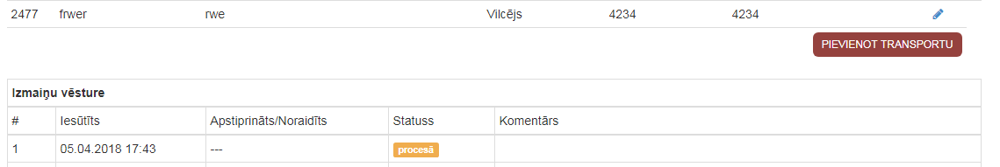 2477 frwer rwe Vilcējs 4234 4234
PIEVIENOT TRANSPORTU
Izmaiņu vēsture
# Iesūtīts Apstiprināts/Noraidīts Statuss Komentārs
1 05.04.2018 17:43 --- procesā